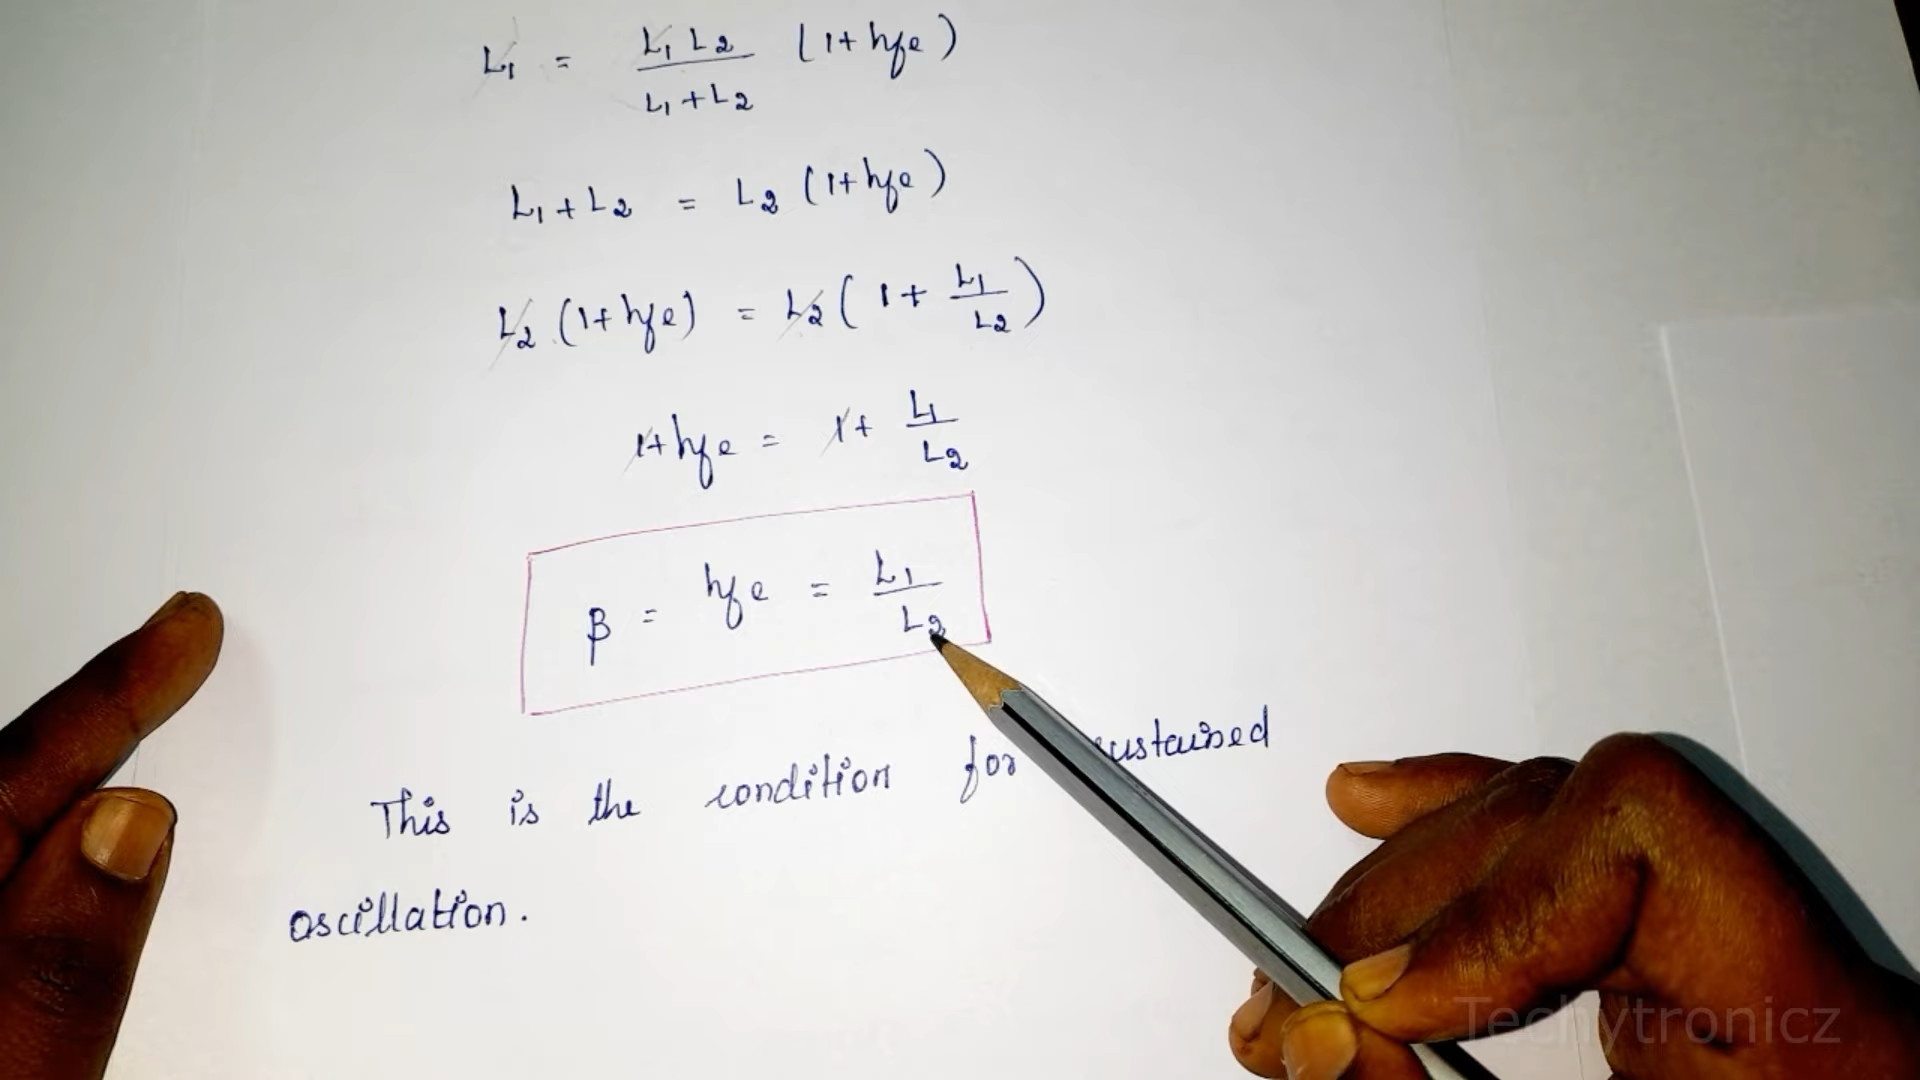 L₁ = L₁ L₂ / L₁+L₂ (1+hfe)
L₁+L₂ = L₂ (1+hfe)
L₂ (1+hfe) = L₂ (1 + L₁/L₂)
1+hfe = 1+ L₁/L₂
β = hfe = L₁/L₂
This is the condition for sustained
oscillation.
Techytronicz